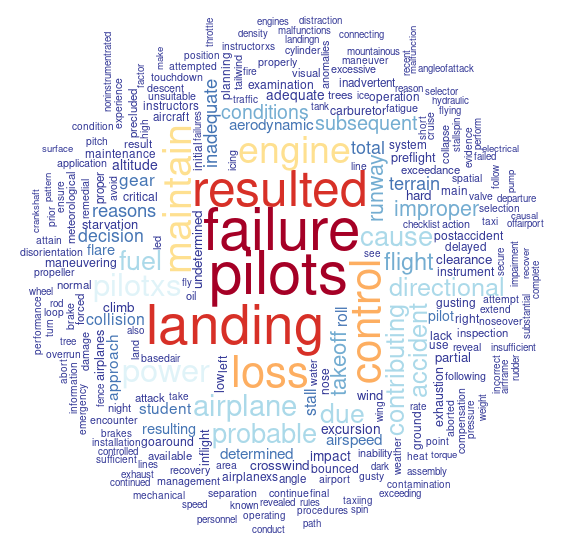 engines distraction
throttle density malfunctions landingn connecting
position instructorxs cylinder mountainous recent malfunction
make attempted planning tailwind fire properly anomalies maneuver angleofattack
noninstrumentrated factor touchdown visual excessive reason selector
descent inadequate examination inadvertent hydraulic
experience unsuitable traffic adequate trees ice operation flying
precluded high instructors conditions tank carburetor fatigue short cruise
condition aircraft aerodynamic subsequent stallspin perform
pitch result maintain initial failures engine total system collapse evidence failed electrical
surface maintenance icing line runway preflight exceedance
application altitude resulted terrain spatial follow
crankshaft pattern prior ensure meteorological remedial proper avoid gear hard main valve pump departure
reasons critical improper selection causal offairport
attain decision failure cause checklist action taxi
disorientation flare led undetermined postaccident delayed
maneuvering fuel see flight clearance secure impairment recover complete
propeller normal pilotxs fly pilots control directional instrument
wheel rod forced oil gusting attempt substantial
performance loop brake climb landing contributing accident pilot extend noseover
turn collision also takeoff roll lack right inspection
tree airplanes land power loss use reveal insufficient
overrun damage approach basedair low left nose water partial incorrect airframe rudder
information abort emergency fence attack take stall exhaustion following weight
night student airplane due wind wing ground rate aborted compensation pressure
encounter probable excursion weather point
brakes resulting inflight airspeed
installation goaround determined impact inability heat torque
controlled available crosswind bounced dark
sufficient lines recovery area angle gusty assembly
exhaust management airplanexs airport contamination
continued separation continue final taxiing exceeding
mechanical speed known revealed rules procedures spin
personnel operating path
conduct